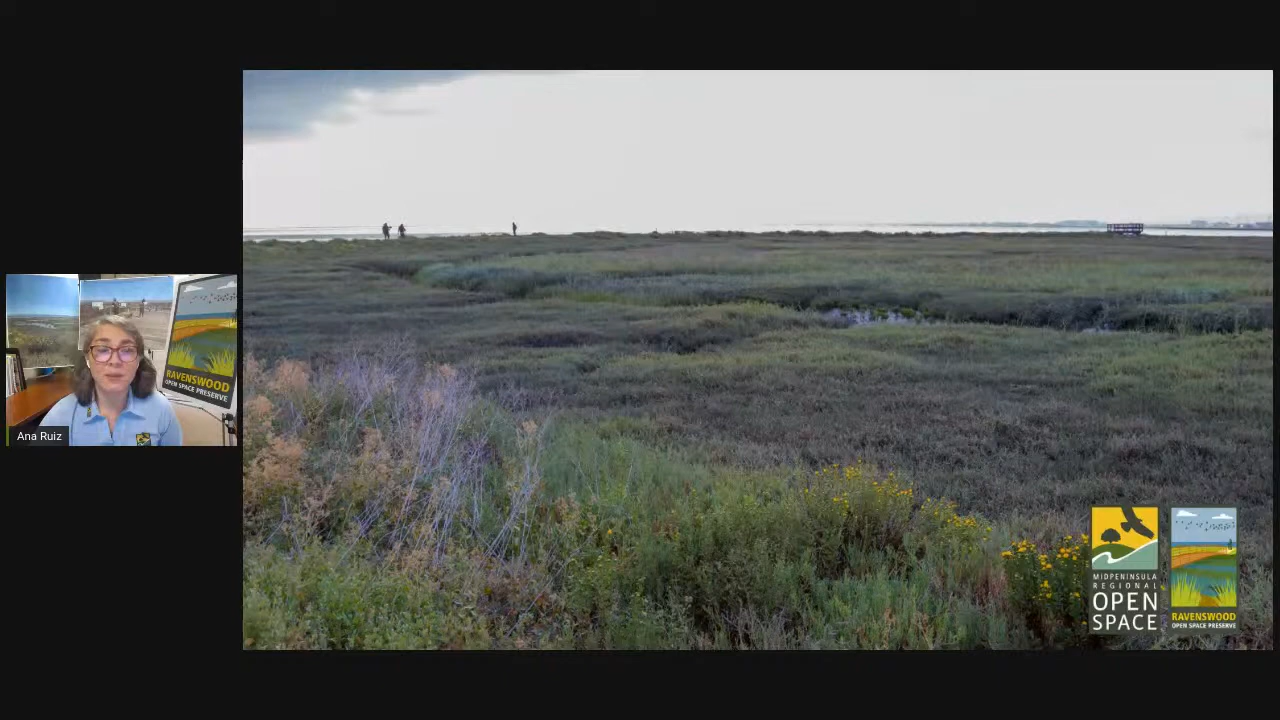 RAVENSWOOD
OPEN SPACE PRESERVE
Ana Ruiz
MIDPENINSULA
REGIONAL
OPEN
SPACE
RAVENSWOOD
OPEN SPACE PRESERVE